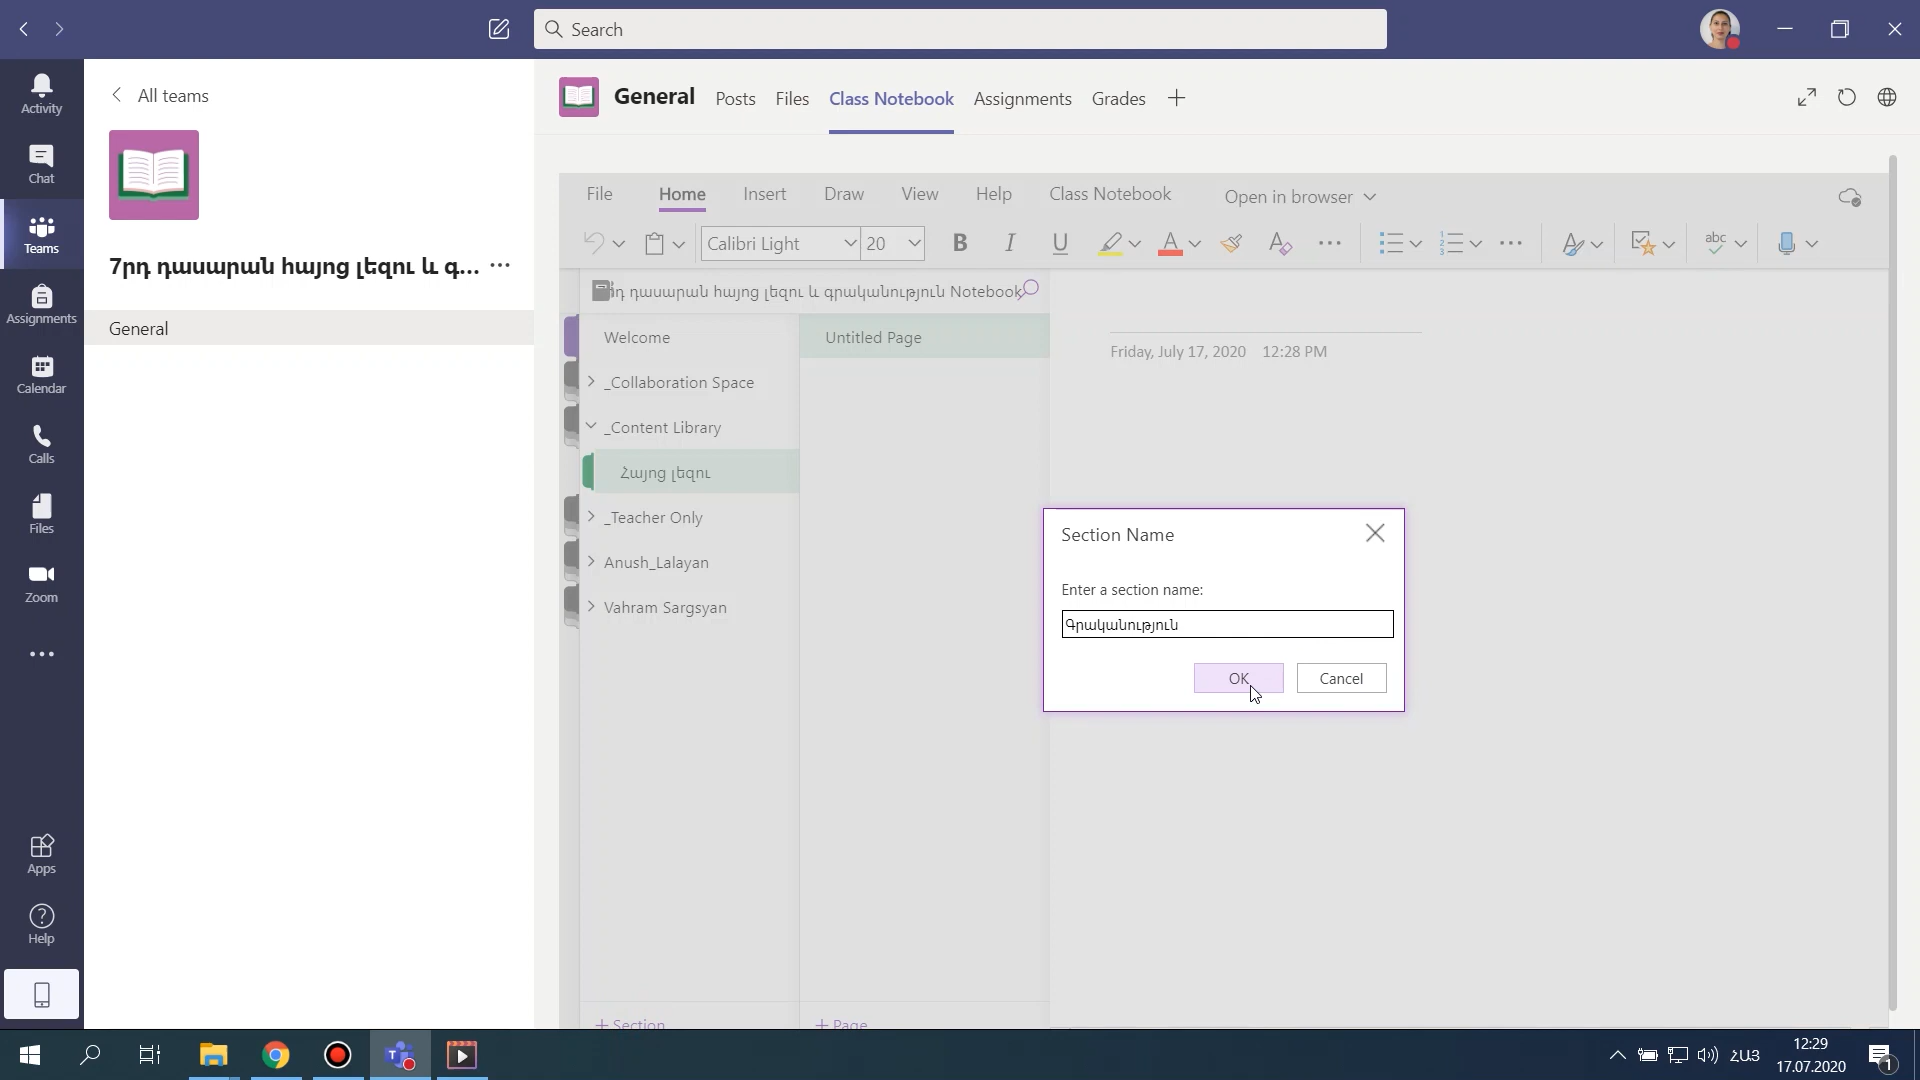 Search
Activity
Chat
Teams
Assignments
Calendar
Calls
Files
Zoom
Apps
Help
All teams
7րդ դասարան հայոց լեզու և գ...
General
General Posts Files Class Notebook Assignments Grades
File Home Insert Draw View Help Class Notebook Open in browser
Calibri Light 20 B I U A abc
րդ դասարան հայոց լեզու և գրականություն Notebook
Welcome
_Collaboration Space
_Content Library
Հայոց լեզու
_Teacher Only
Anush_Lalayan
Vahram Sargsyan
+ Section
Untitled Page
+ Page
Friday, July 17, 2020 12:28 PM
Section Name
Enter a section name:
Գրականություն
OK Cancel
ՀԱՅ
12:29
17.07.2020
1